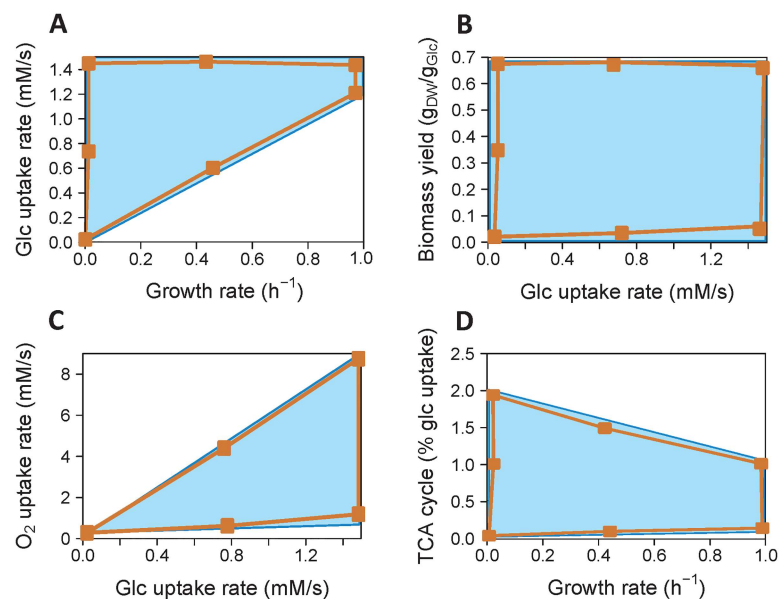 A
Glc uptake rate (mM/s)
1.4
1.2
1.0
0.8
0.6
0.4
0.2
0.0
0.0 0.2 0.4 0.6 0.8 1.0
Growth rate (h⁻¹)
B
Biomass yield (gDW/gGlc)
0.7
0.6
0.5
0.4
0.3
0.2
0.1
0.0
0.0 0.4 0.8 1.2
Glc uptake rate (mM/s)
C
O₂ uptake rate (mM/s)
8
6
4
2
0
0.0 0.4 0.8 1.2
Glc uptake rate (mM/s)
D
TCA cycle (% glc uptake)
2.5
2.0
1.5
1.0
0.5
0.0
0.0 0.2 0.4 0.6 0.8 1.0
Growth rate (h⁻¹)